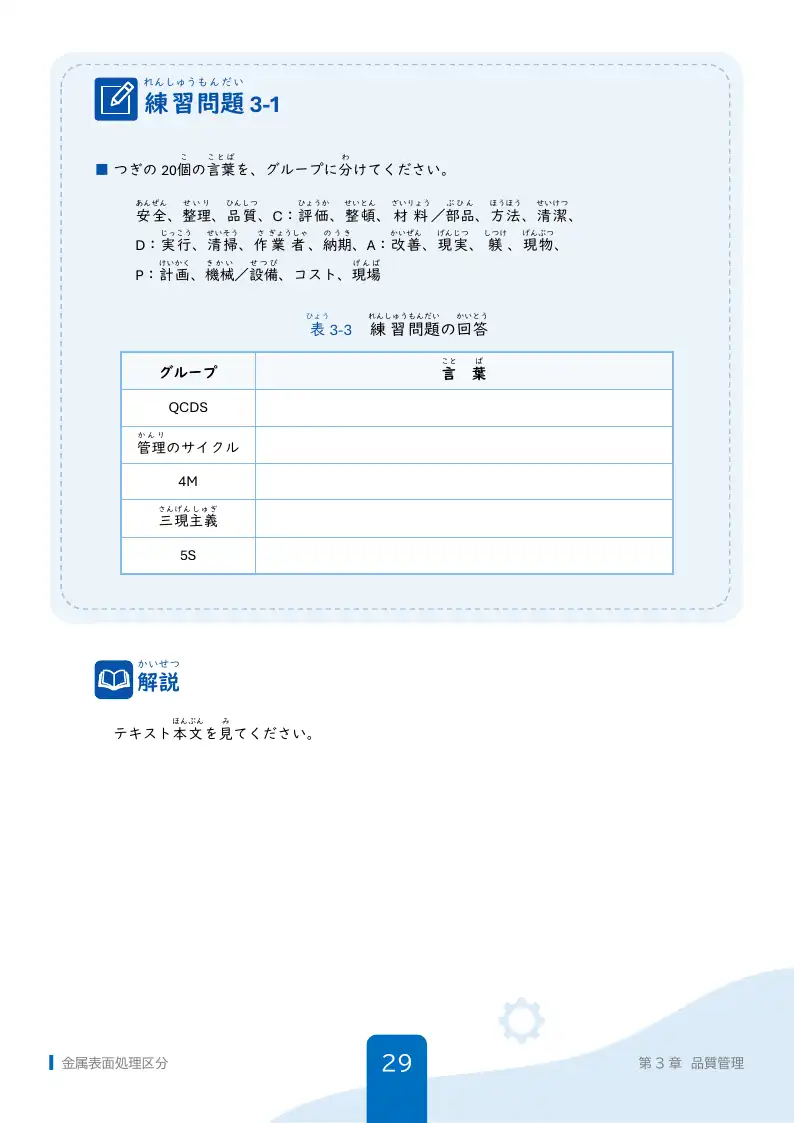 れんしゅうもんだい
練習問題 3-1
こ ことば わ
■ つぎの 20個の言葉を、グループに分けてください。
あんぜん せいり ひんしつ ひょうか せいとん ざいりょう ぶひん ほうほう せいけつ
安全、整理、品質、C：評価、整頓、材料／部品、方法、清潔、
じっこう せいそう さぎょうしゃ のうき かいぜん げんじつ しつけ げんぶつ
D：実行、清掃、作業者、納期、A：改善、現実、躾、現物、
けいかく きかい せつび げんば
P：計画、機械／設備、コスト、現場
ひょう れんしゅうもんだい かいとう
表 3-3 練習問題の回答
こと ば
グループ 言 葉
QCDS
かんり
管理のサイクル
4M
さんげんしゅぎ
三現主義
5S
かいせつ
解説
ほんぶん み
テキスト本文を見てください。
金属表面処理区分 29 第 3 章 品質管理